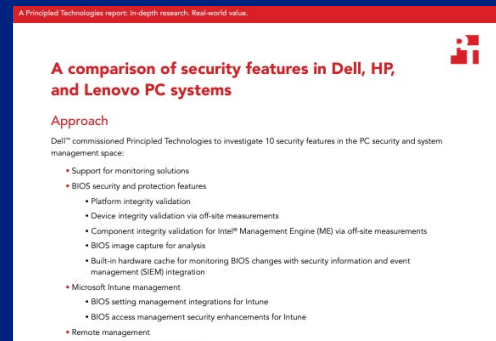 A Principled Technologies report: In-depth research. Real-world value.
A comparison of security features in Dell, HP,
and Lenovo PC systems
Approach
Dell™ commissioned Principled Technologies to investigate 10 security features in the PC security and system
management space:
• Support for monitoring solutions
• BIOS security and protection features
• Platform integrity validation
• Device integrity validation via off-site measurements
• Component integrity validation for Intel® Management Engine (ME) via off-site measurements
• BIOS image capture for analysis
• Built-in hardware cache for monitoring BIOS changes with security information and event
management (SIEM) integration
• Microsoft Intune management
• BIOS setting management integrations for Intune
• BIOS access management security enhancements for Intune
• Remote management